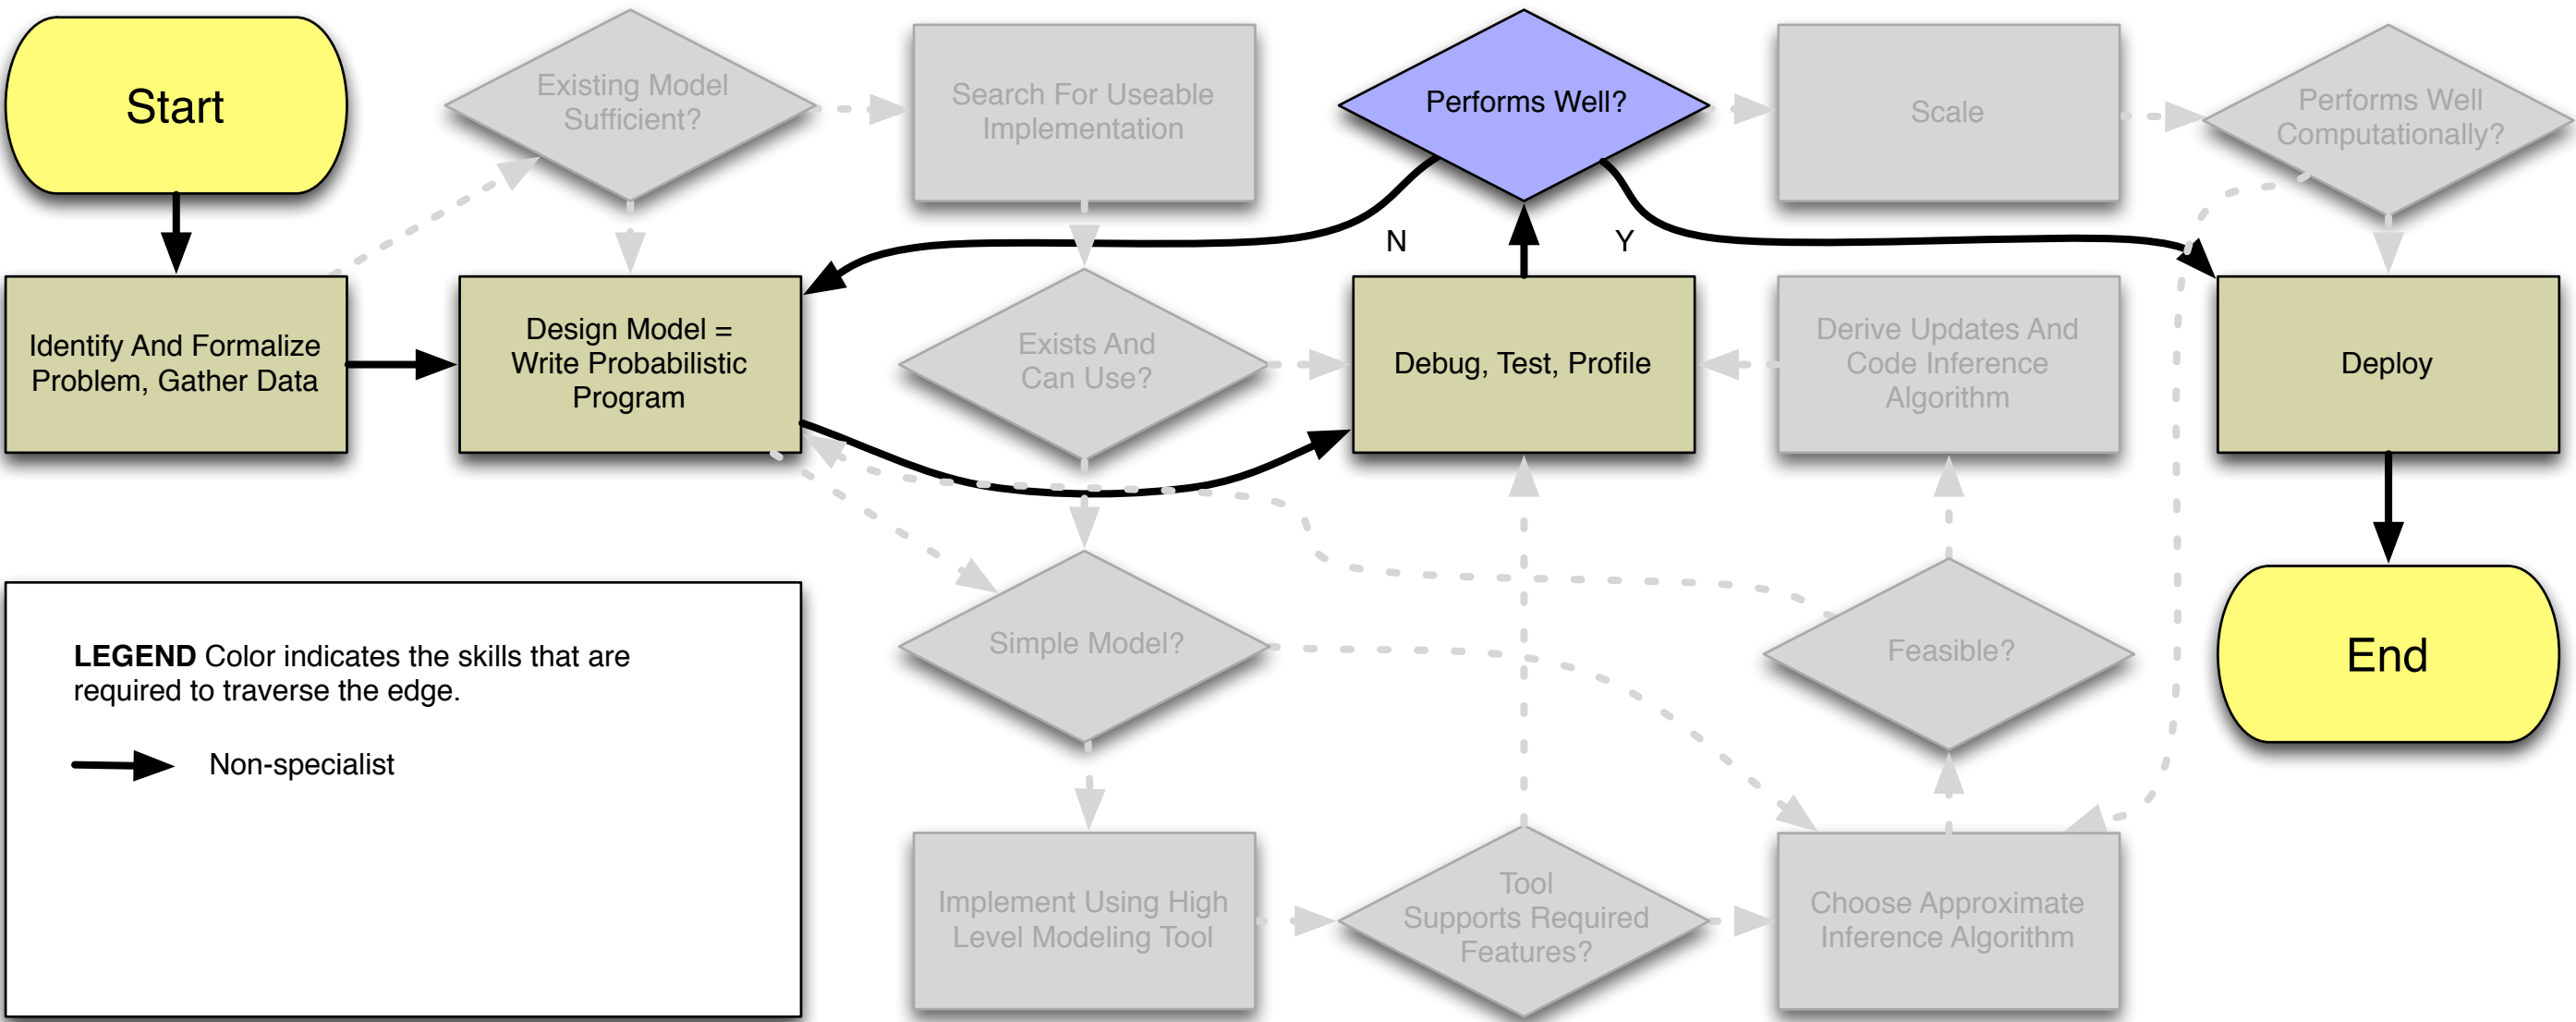 Start
Existing Model
Sufficient?
Search For Useable
Implementation
Performs Well?
Scale
Performs Well
Computationally?
N
Y
Identify And Formalize
Problem, Gather Data
Design Model =
Write Probabilistic
Program
Exists And
Can Use?
Debug, Test, Profile
Derive Updates And
Code Inference
Algorithm
Deploy
LEGEND Color indicates the skills that are
required to traverse the edge.
Non-specialist
Simple Model?
Feasible?
End
Implement Using High
Level Modeling Tool
Tool
Supports Required
Features?
Choose Approximate
Inference Algorithm